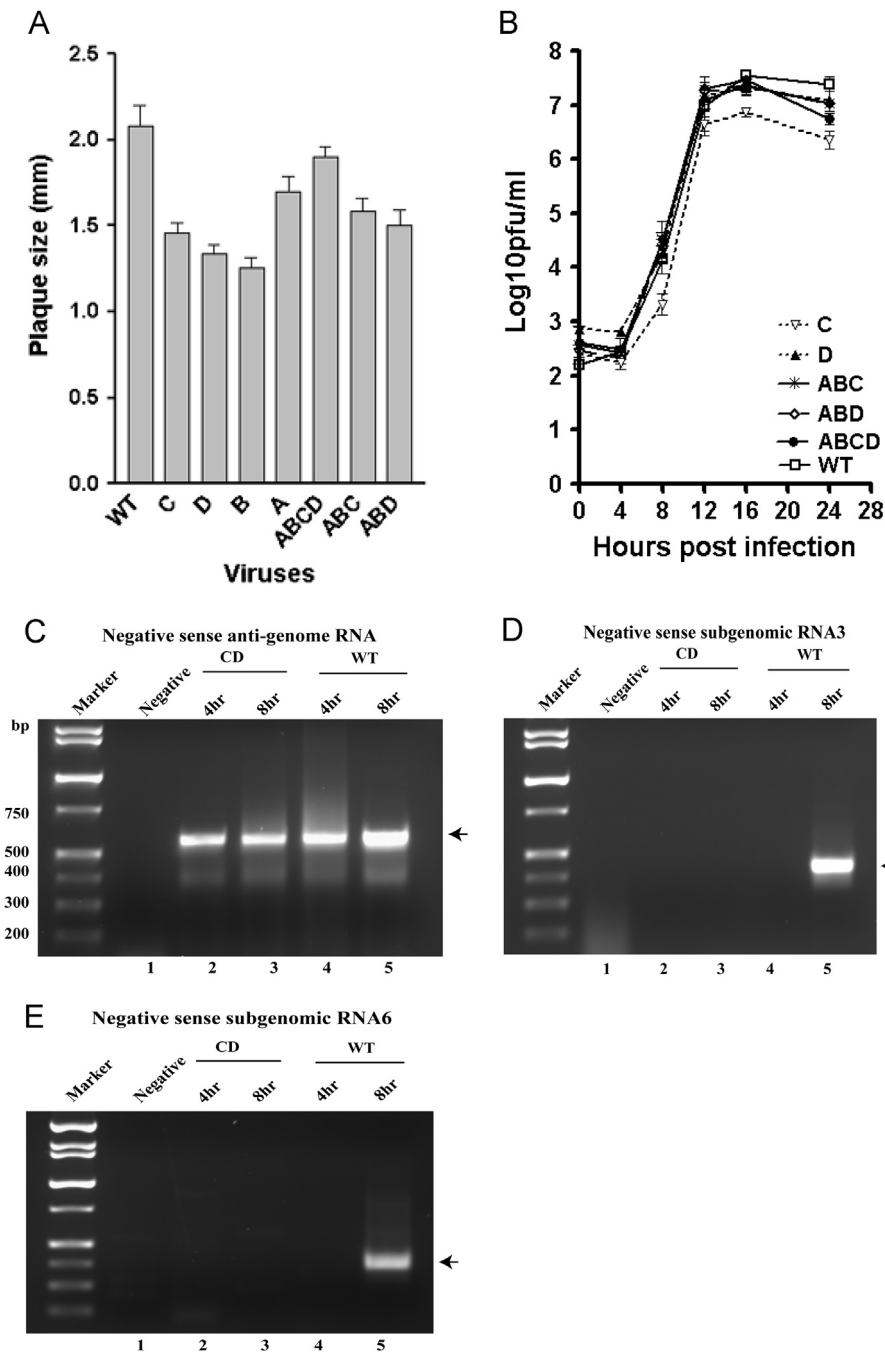 A
Plaque size (mm)
2.5
2.0
1.5
1.0
0.5
0.0
WT C D B A ABCD ABC ABD
Viruses
B
Log10pfu/ml
8
7
6
5
4
3
2
1
0
0 4 8 12 16 20 24 28
Hours post infection
C
D
ABC
ABD
ABCD
WT
C
Negative sense anti-genome RNA
CD WT
Marker Negative 4hr 8hr 4hr 8hr
bp
750
500
400
300
200
1 2 3 4 5
D
Negative sense subgenomic RNA3
CD WT
Marker Negative 4hr 8hr 4hr 8hr
1 2 3 4 5
E
Negative sense subgenomic RNA6
CD WT
Marker Negative 4hr 8hr 4hr 8hr
1 2 3 4 5